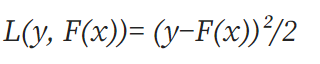 L(y, F(x))= (y−F(x))²/2